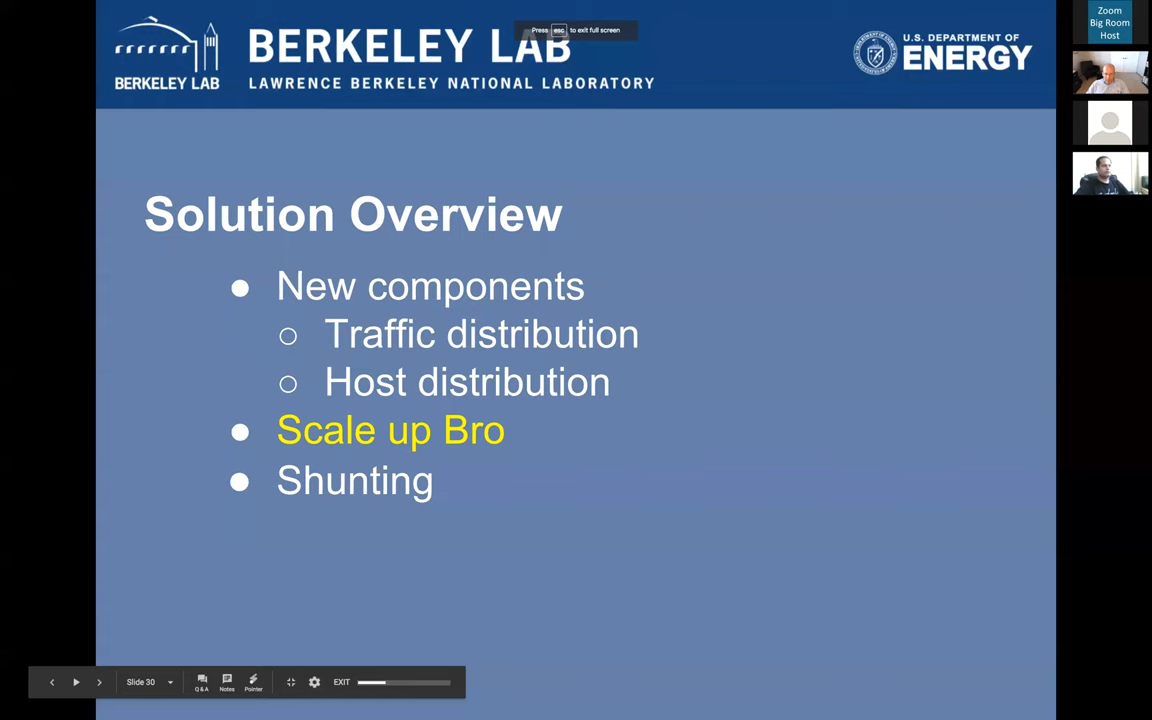 BERKELEY LAB
BERKELEY LAB
LAWRENCE BERKELEY NATIONAL LABORATORY
Press esc to exit full screen
U.S. DEPARTMENT OF
ENERGY
Zoom
Big Room
Host
Solution Overview
● New components
○ Traffic distribution
○ Host distribution
● Scale up Bro
● Shunting
Slide 30
Q&A
Notes
Pointer
EXIT